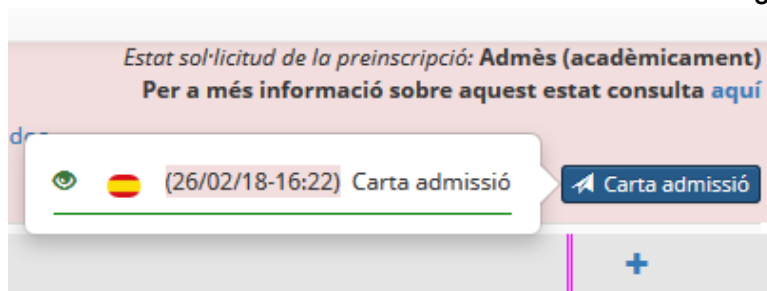 Estat sol·licitud de la preinscripció: Admès (acadèmicament)
Per a més informació sobre aquest estat consulta aquí
(26/02/18-16:22) Carta admissió
Carta admissió